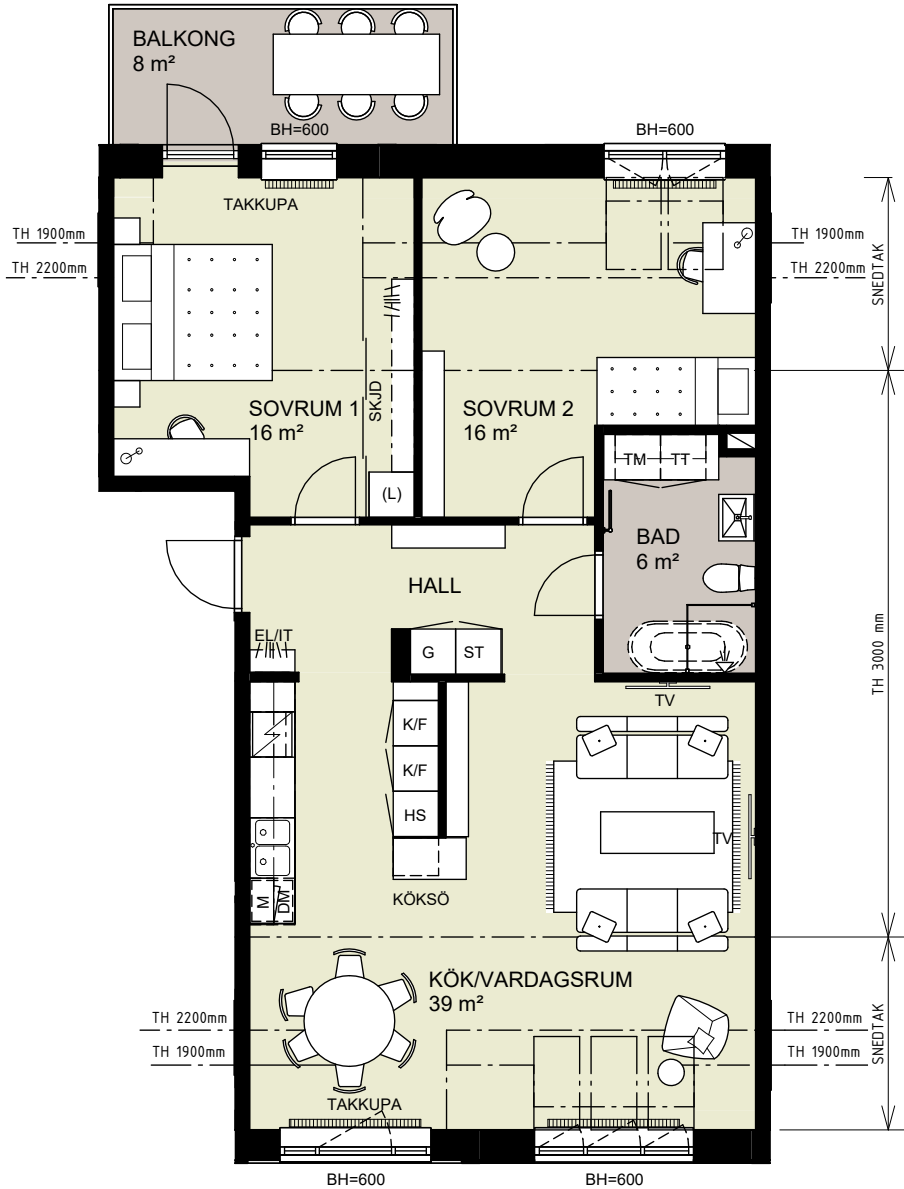 BALKONG
8 m²
BH=600
BH=600
TAKKUPA
TH 1900mm
TH 1900mm
TH 2200mm
TH 2200mm
SNEDTAK
SKJD
SOVRUM 1
16 m²
SOVRUM 2
16 m²
TM
TT
(L)
BAD
6 m²
HALL
EL/IT
G
ST
TH 3000 mm
TV
K/F
K/F
HS
TV
M
DM
KÖKSÖ
KÖK/VARDAGSRUM
39 m²
TH 2200mm
TH 2200mm
TH 1900mm
TH 1900mm
SNEDTAK
TAKKUPA
BH=600
BH=600